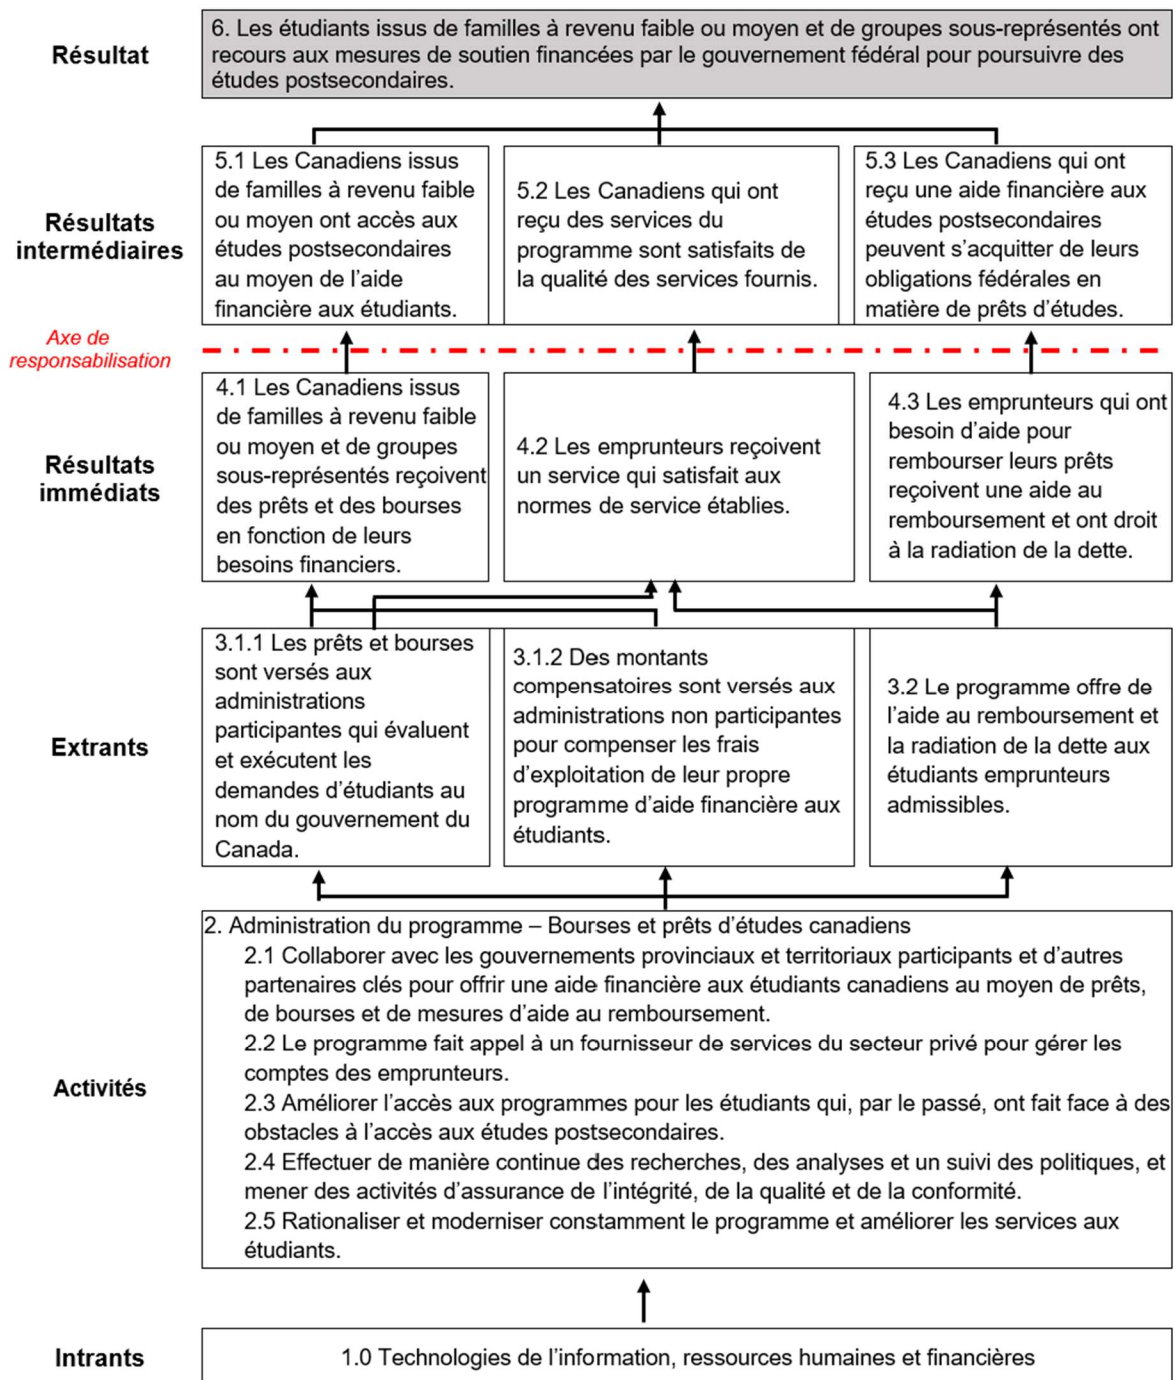 Résultat
6. Les étudiants issus de familles à revenu faible ou moyen et de groupes sous-représentés ont
recours aux mesures de soutien financées par le gouvernement fédéral pour poursuivre des
études postsecondaires.
Résultats
intermédiaires
5.1 Les Canadiens issus
de familles à revenu faible
ou moyen ont accès aux
études postsecondaires
au moyen de l'aide
financière aux étudiants.
5.2 Les Canadiens qui ont
reçu des services du
programme sont satisfaits de
la qualité des services fournis.
5.3 Les Canadiens qui ont
reçu une aide financière aux
études postsecondaires
peuvent s'acquitter de leurs
obligations fédérales en
matière de prêts d'études.
Axe de
responsabilisation
Résultats
immédiats
4.1 Les Canadiens issus
de familles à revenu faible
ou moyen et de groupes
sous-représentés reçoivent
des prêts et des bourses
en fonction de leurs
besoins financiers.
4.2 Les emprunteurs reçoivent
un service qui satisfait aux
normes de service établies.
4.3 Les emprunteurs qui ont
besoin d'aide pour
rembourser leurs prêts
reçoivent une aide au
remboursement et ont droit
à la radiation de la dette.
Extrants
3.1.1 Les prêts et bourses
sont versés aux
administrations
participantes qui évaluent
et exécutent les
demandes d'étudiants au
nom du gouvernement du
Canada.
3.1.2 Des montants
compensatoires sont versés aux
administrations non participantes
pour compenser les frais
d'exploitation de leur propre
programme d'aide financière aux
étudiants.
3.2 Le programme offre de
l'aide au remboursement et
la radiation de la dette aux
étudiants emprunteurs
admissibles.
Activités
2. Administration du programme – Bourses et prêts d'études canadiens
2.1 Collaborer avec les gouvernements provinciaux et territoriaux participants et d'autres
partenaires clés pour offrir une aide financière aux étudiants canadiens au moyen de prêts,
de bourses et de mesures d'aide au remboursement.
2.2 Le programme fait appel à un fournisseur de services du secteur privé pour gérer les
comptes des emprunteurs.
2.3 Améliorer l'accès aux programmes pour les étudiants qui, par le passé, ont fait face à des
obstacles à l'accès aux études postsecondaires.
2.4 Effectuer de manière continue des recherches, des analyses et un suivi des politiques, et
mener des activités d'assurance de l'intégrité, de la qualité et de la conformité.
2.5 Rationaliser et moderniser constamment le programme et améliorer les services aux
étudiants.
Intrants
1.0 Technologies de l'information, ressources humaines et financières